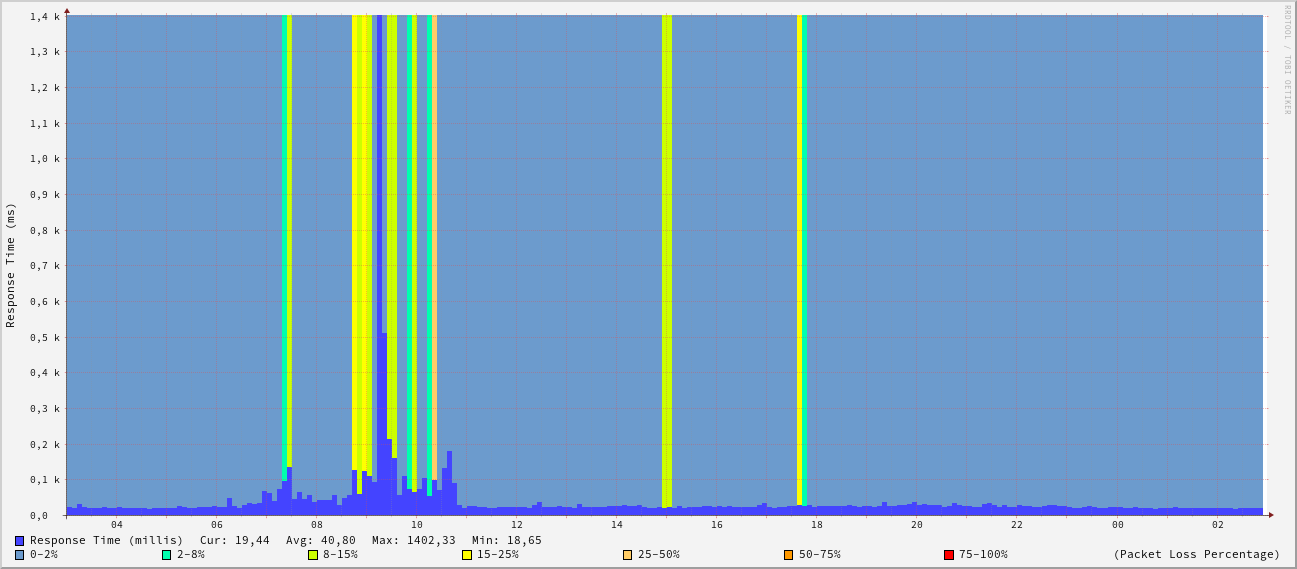 1,4 k
1,3 k
1,2 k
1,1 k
1,0 k
0,9 k
0,8 k
0,7 k
0,6 k
0,5 k
0,4 k
0,3 k
0,2 k
0,1 k
0,0
Response Time (ms)
RRDTOOL / TOBI OETIKER
04 06 08 10 12 14 16 18 20 22 00 02
Response Time (millis) Cur: 19,44 Avg: 40,80 Max: 1402,33 Min: 18,65
0-2% 2-8% 8-15% 15-25% 25-50% 50-75% 75-100% (Packet Loss Percentage)